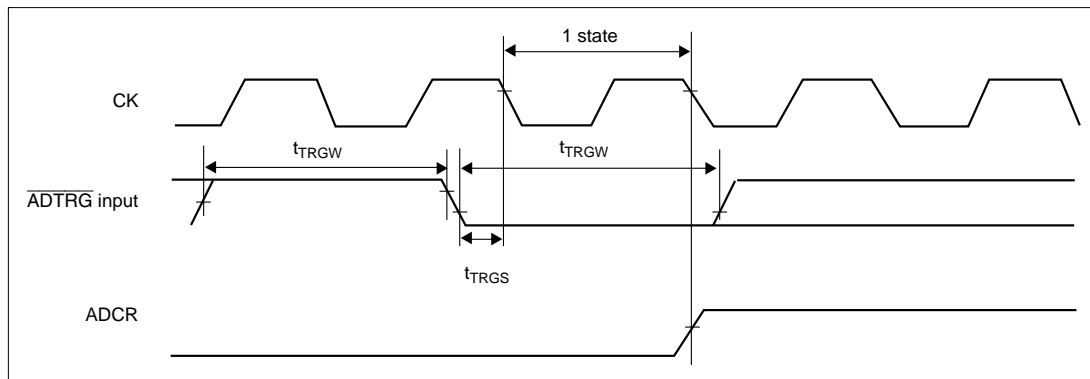 1 state
CK
tTRGW
tTRGW
ADTRG input
tTRGS
ADCR